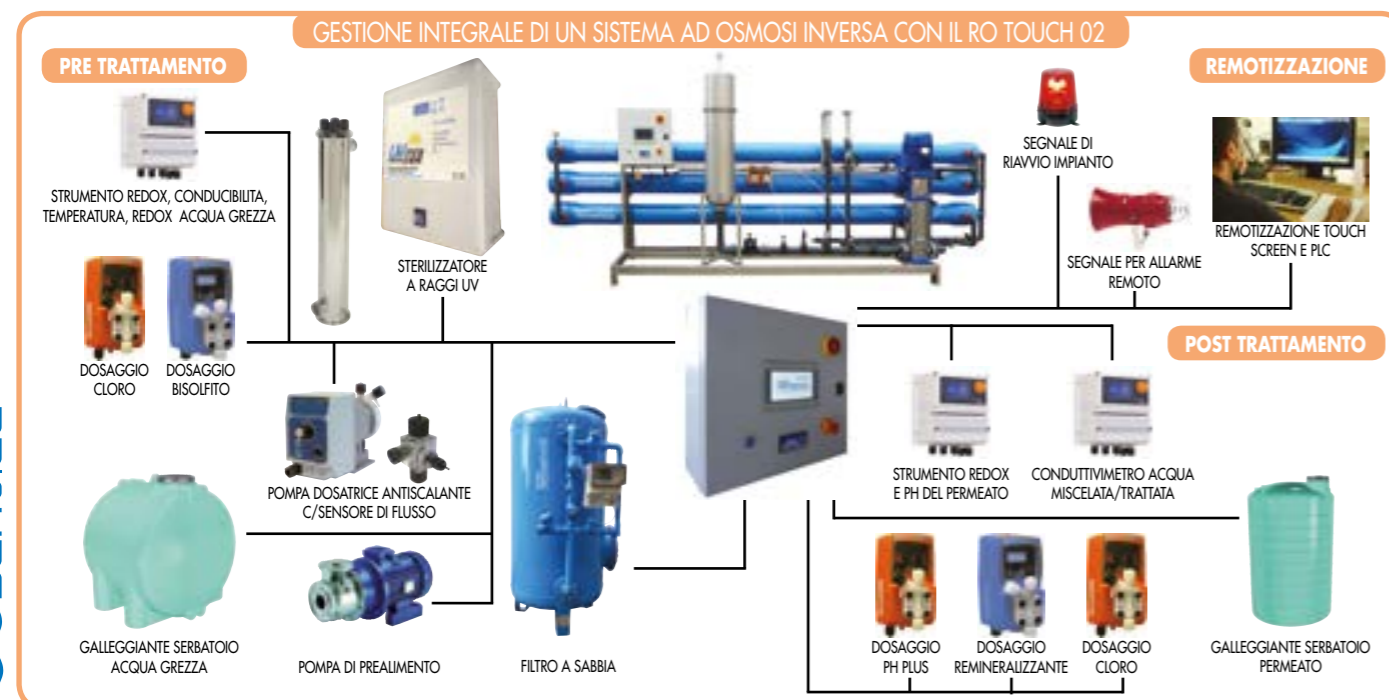 GESTIONE INTEGRALE DI UN SISTEMA AD OSMOSI INVERSA CON IL RO TOUCH 02
PRE TRATTAMENTO
REMOTIZZAZIONE
STRUMENTO REDOX, CONDUCIBILITA,
TEMPERATURA, REDOX ACQUA GREZZA
STERILIZZATORE
A RAGGI UV
SEGNALE DI
RIAVVIO IMPIANTO
SEGNALE PER ALLARME
REMOTO
REMOTIZZAZIONE TOUCH
SCREEN E PLC
POST TRATTAMENTO
DOSAGGIO
CLORO
DOSAGGIO
BISOLFITO
POMPA DOSATRICE ANTISCALANTE
C/SENSORE DI FLUSSO
STRUMENTO REDOX
E PH DEL PERMEATO
CONDUTTIVIMETRO ACQUA
MISCELATA/TRATTATA
GALLEGGIANTE SERBATOIO
ACQUA GREZZA
POMPA DI PREALIMENTO
FILTRO A SABBIA
DOSAGGIO
PH PLUS
DOSAGGIO
REMINERALIZZANTE
DOSAGGIO
CLORO
GALLEGGIANTE SERBATOIO
PERMEATO